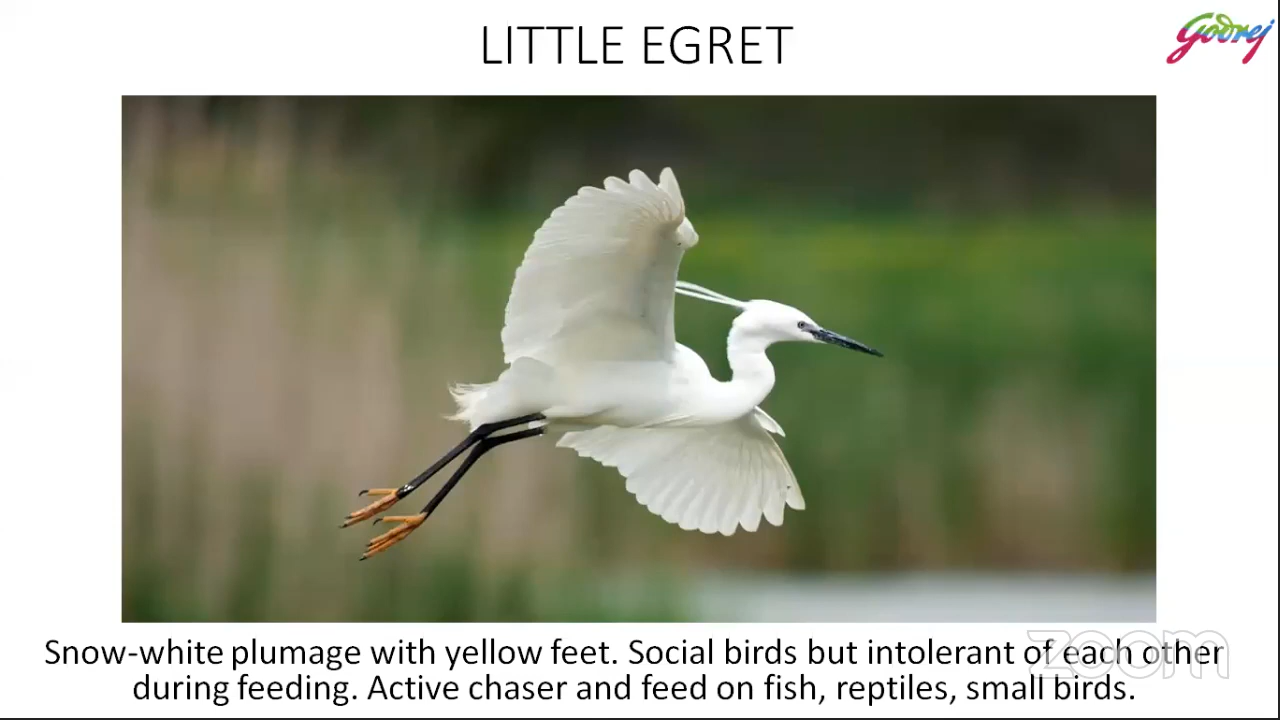 LITTLE EGRET
Godrej
Snow-white plumage with yellow feet. Social birds but intolerant of each other
during feeding. Active chaser and feed on fish, reptiles, small birds.
zoom